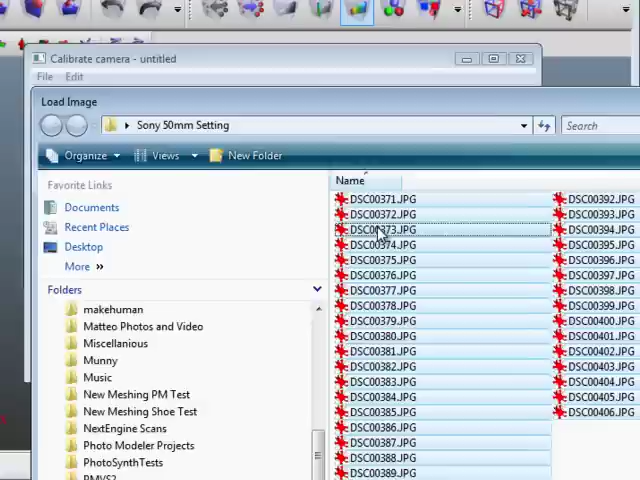 Calibrate camera - untitled
File Edit
Load Image
Sony 50mm Setting
Search
Organize Views New Folder
Favorite Links
Documents
Recent Places
Desktop
More »
Folders
makehuman
Matteo Photos and Video
Miscellanious
Munny
Music
New Meshing PM Test
New Meshing Shoe Test
NextEngine Scans
Photo Modeler Projects
PhotoSynthTests
PMVS2
Name
DSC00371.JPG
DSC00372.JPG
DSC00373.JPG
DSC00374.JPG
DSC00375.JPG
DSC00376.JPG
DSC00377.JPG
DSC00378.JPG
DSC00379.JPG
DSC00380.JPG
DSC00381.JPG
DSC00382.JPG
DSC00383.JPG
DSC00384.JPG
DSC00385.JPG
DSC00386.JPG
DSC00387.JPG
DSC00388.JPG
DSC00389.JPG
DSC00392.JPG
DSC00393.JPG
DSC00394.JPG
DSC00395.JPG
DSC00396.JPG
DSC00397.JPG
DSC00398.JPG
DSC00399.JPG
DSC00400.JPG
DSC00401.JPG
DSC00402.JPG
DSC00403.JPG
DSC00404.JPG
DSC00405.JPG
DSC00406.JPG